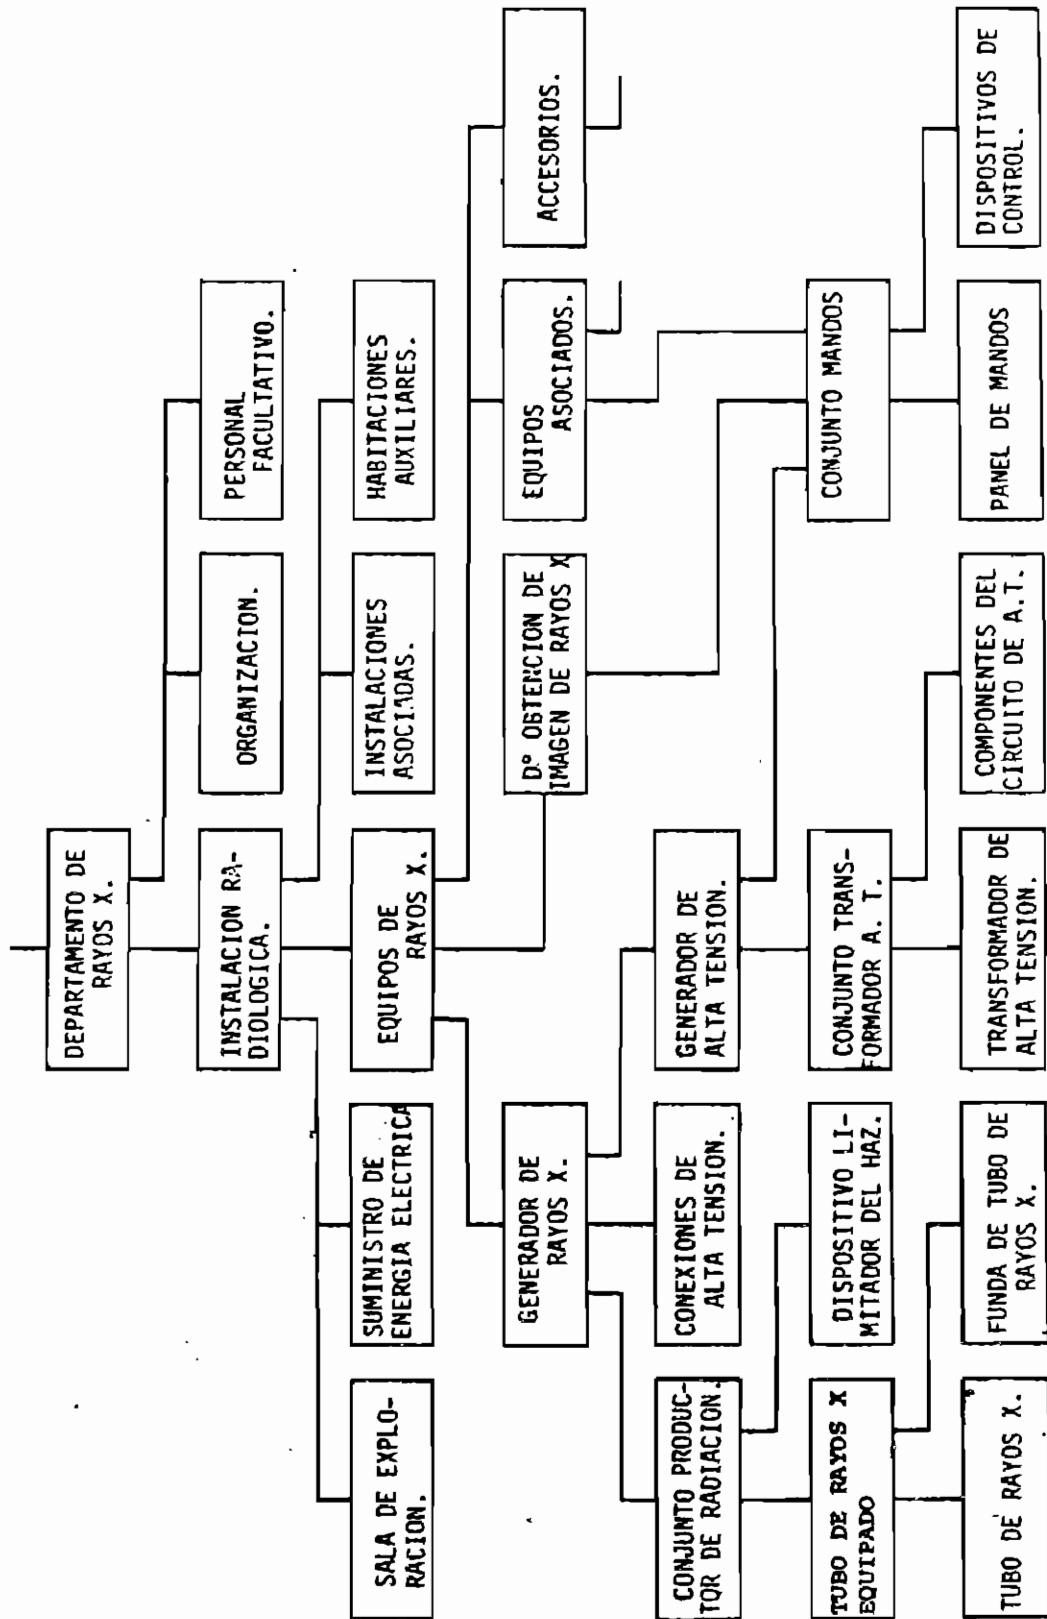 DEPARTAMENTO DE
RAYOS X.
INSTALACION RA-
DIOLOGICA.
ORGANIZACION.
PERSONAL
FACULTATIVO.
SALA DE EXPLO-
RACION.
SUMINISTRO DE
ENERGIA ELECTRICA
EQUIPOS DE
RAYOS X.
INSTALACIONES
ASOCIADAS.
HABITACIONES
AUXILIARES.
GENERADOR DE
RAYOS X.
Dº OBTENCION DE
IMAGEN DE RAYOS X
EQUIPOS
ASOCIADOS.
ACCESORIOS.
CONJUNTO PRODUC-
TOR DE RADIACION.
CONEXIONES DE
ALTA TENSION.
GENERADOR DE
ALTA TENSION.
TUBO DE RAYOS X
EQUIPADO
DISPOSITIVO LI-
MITADOR DEL HAZ.
CONJUNTO TRANS-
FORMADOR A. T.
CONJUNTO MANDOS
TUBO DE RAYOS X.
FUNDA DE TUBO DE
RAYOS X.
TRANSFORMADOR DE
ALTA TENSION.
COMPONENTES DEL
CIRCUITO DE A.T.
PANEL DE MANDOS
DISPOSITIVOS DE
CONTROL.